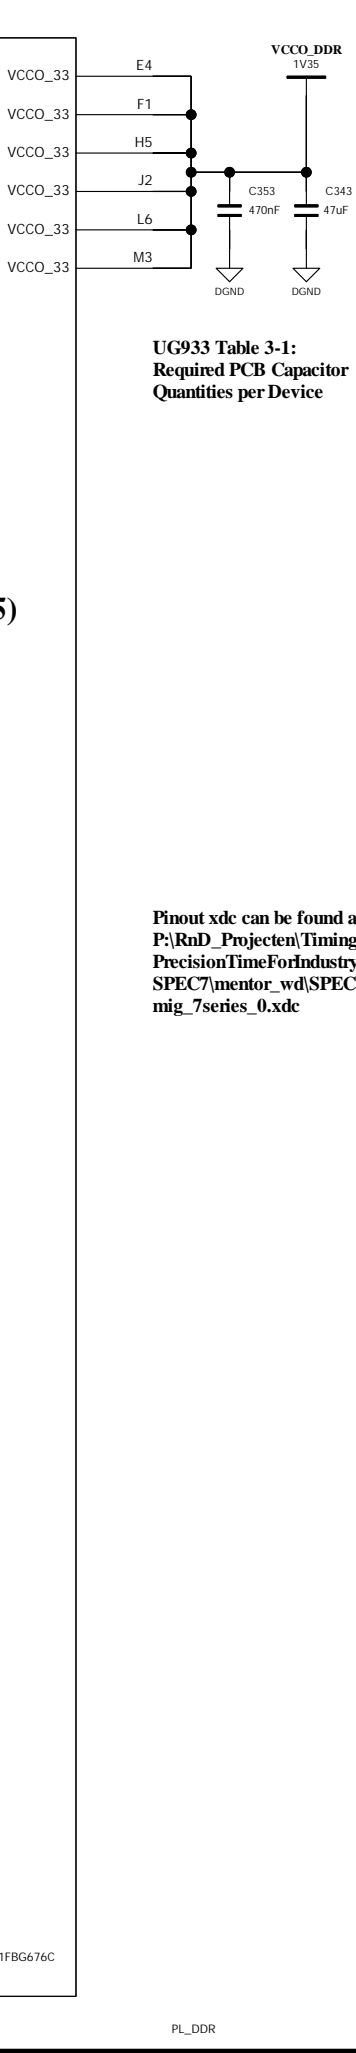 VCCO_DDR
1V35
VCCO_33 E4
VCCO_33 F1
VCCO_33 H5
VCCO_33 J2
VCCO_33 L6
VCCO_33 M3
C353
470nF
C343
47uF
DGND DGND
UG933 Table 3-1:
Required PCB Capacitor
Quantities per Device
5)
Pinout xdc can be found a
P:\RnD_Projecten\Timing
PrecisionTimeForIndustry
SPEC7\mentor_wd\SPEC
mig_7series_0.xdc
1FBG676C
PL_DDR